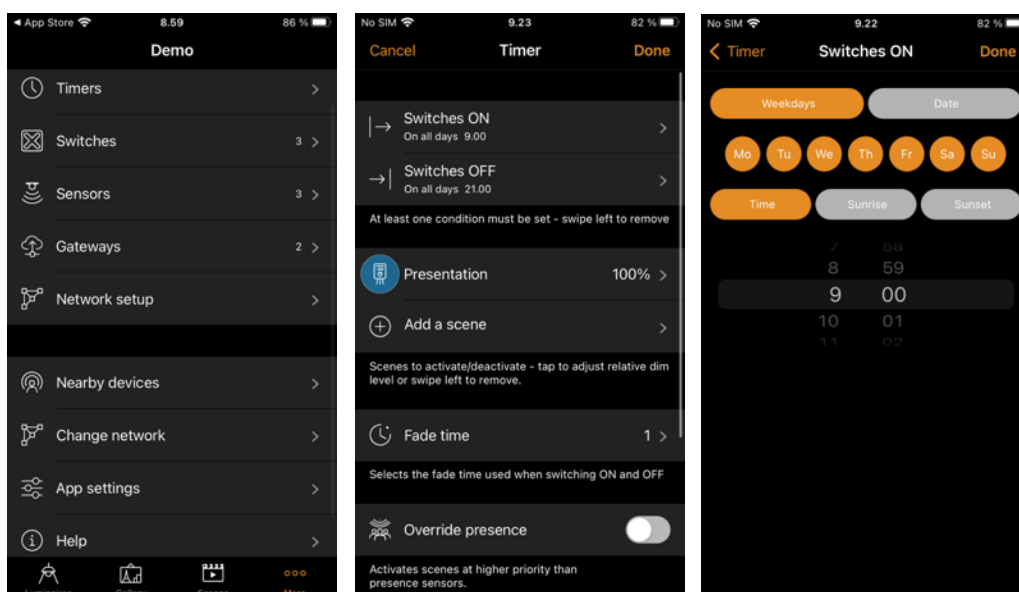 App Store 8.59 86 %
Demo
Timers
Switches 3
Sensors 3
Gateways 2
Network setup
Nearby devices
Change network
App settings
Help
No SIM 9.23 82 %
Cancel Timer Done
Switches ON
On all days 9.00
Switches OFF
On all days 21.00
At least one condition must be set - swipe left to remove
Presentation 100%
Add a scene
Scenes to activate/deactivate - tap to adjust relative dim
level or swipe left to remove.
Fade time 1
Selects the fade time used when switching ON and OFF
Override presence
Activates scenes at higher priority than
presence sensors.
No SIM 9.22 82 %
Timer Switches ON Done
Weekdays Date
Mo Tu We Th Fr Sa Su
Time Sunrise Sunset
7 58
8 59
9 00
10 01
11 02